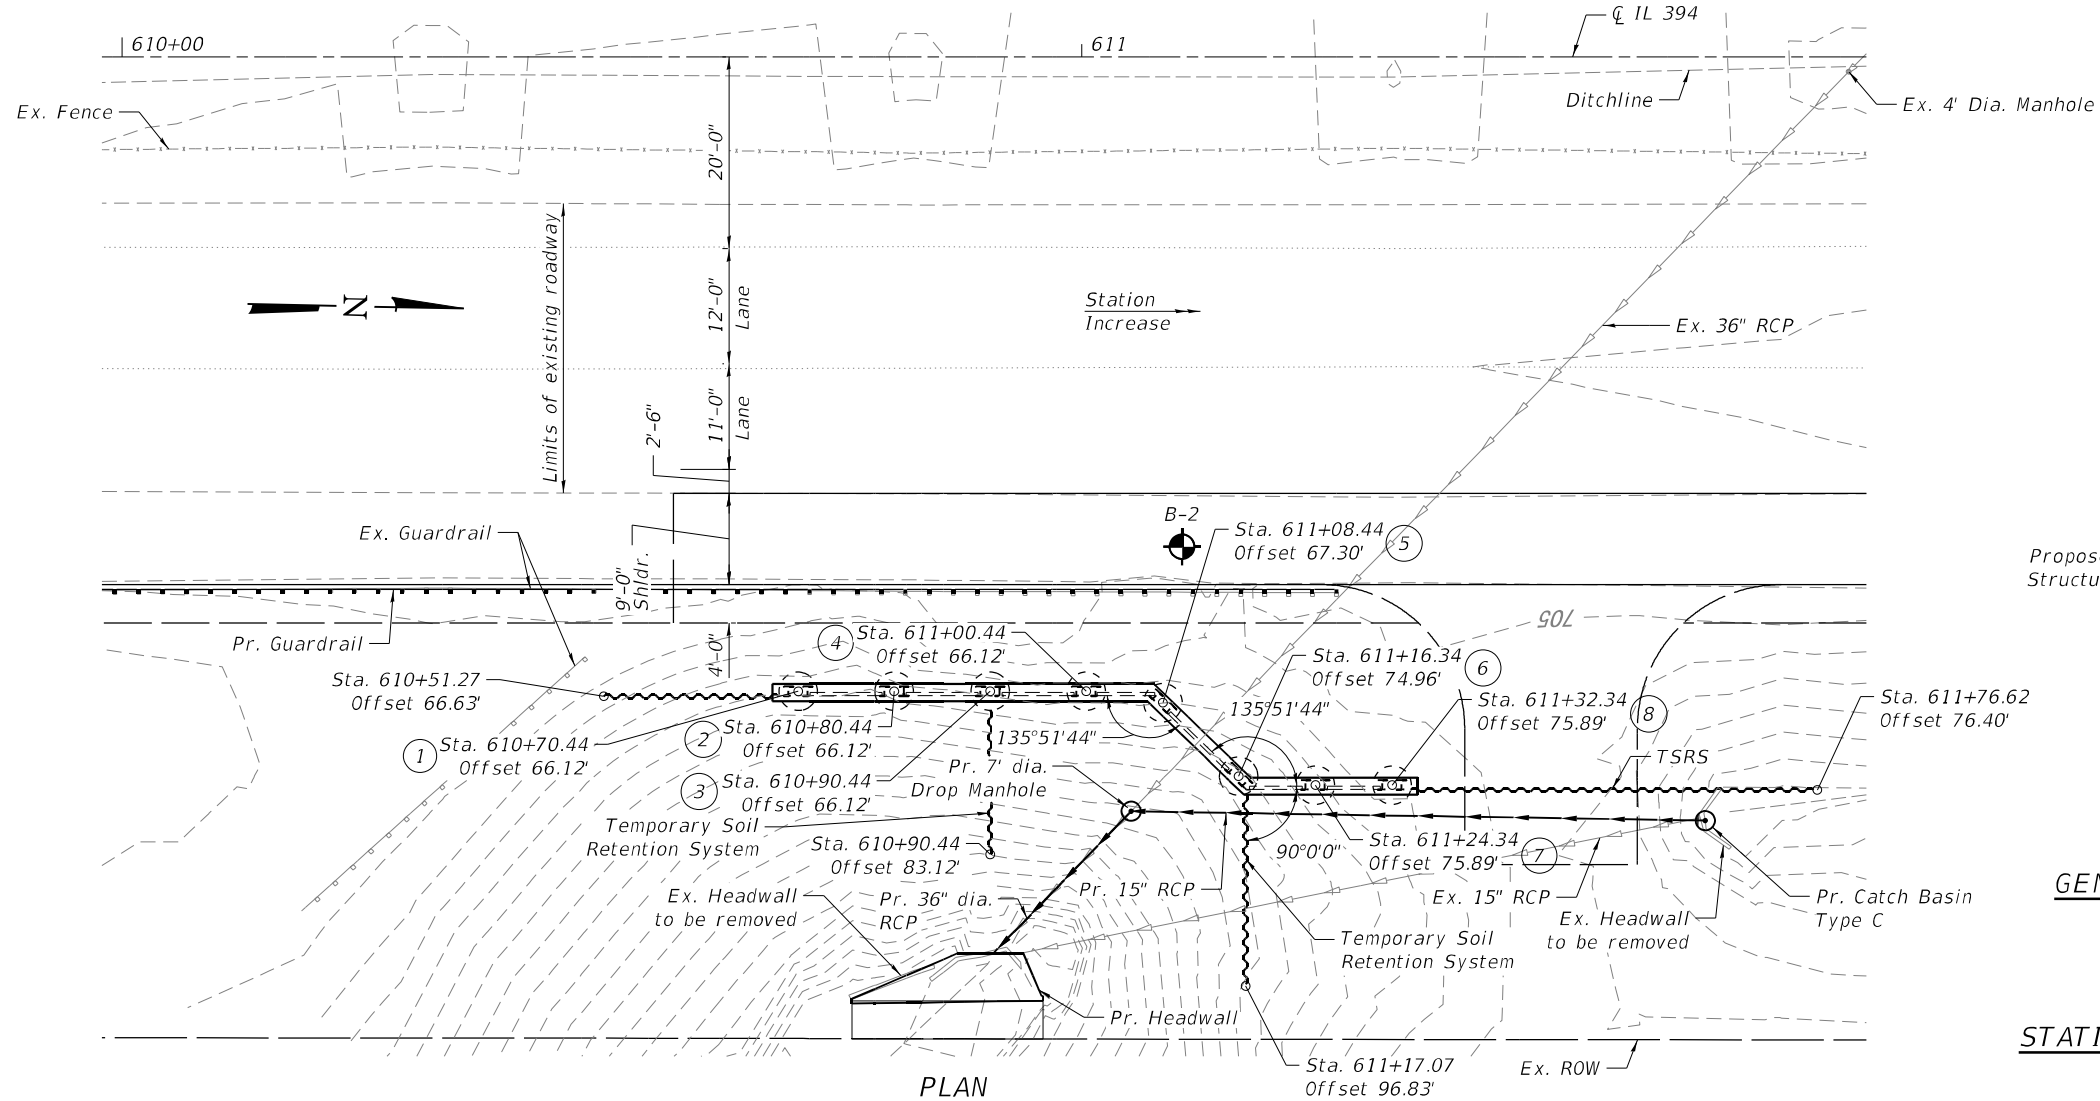 610+00
611
℄ IL 394
Ex. Fence
Ditchline
Ex. 4' Dia. Manhole
20'-0"
Limits of existing roadway
12'-0"
Lane
N
Station
Increase
Ex. 36" RCP
11'-0"
Lane
2'-6"
Ex. Guardrail
9'-0"
Shldr.
B-2
Sta. 611+08.44
Offset 67.30'
5
Pr. Guardrail
4'-0"
4
Sta. 611+00.44
Offset 66.12'
705
Sta. 610+51.27
Offset 66.63'
Sta. 611+16.34
Offset 74.96'
6
135°51'44"
Sta. 611+32.34
Offset 75.89'
8
Sta. 611+76.62
Offset 76.40'
1
Sta. 610+70.44
Offset 66.12'
2
Sta. 610+80.44
Offset 66.12'
135°51'44"
TSRS
3
Sta. 610+90.44
Offset 66.12'
Pr. 7' dia.
Drop Manhole
Temporary Soil
Retention System
Sta. 610+90.44
Offset 83.12'
90°0'0"
Sta. 611+24.34
Offset 75.89'
7
Ex. Headwall
to be removed
Pr. 36" dia.
RCP
Pr. 15" RCP
Ex. 15" RCP
Ex. Headwall
to be removed
Pr. Catch Basin
Type C
Temporary Soil
Retention System
Pr. Headwall
Sta. 611+17.07
Offset 96.83'
Ex. ROW
PLAN